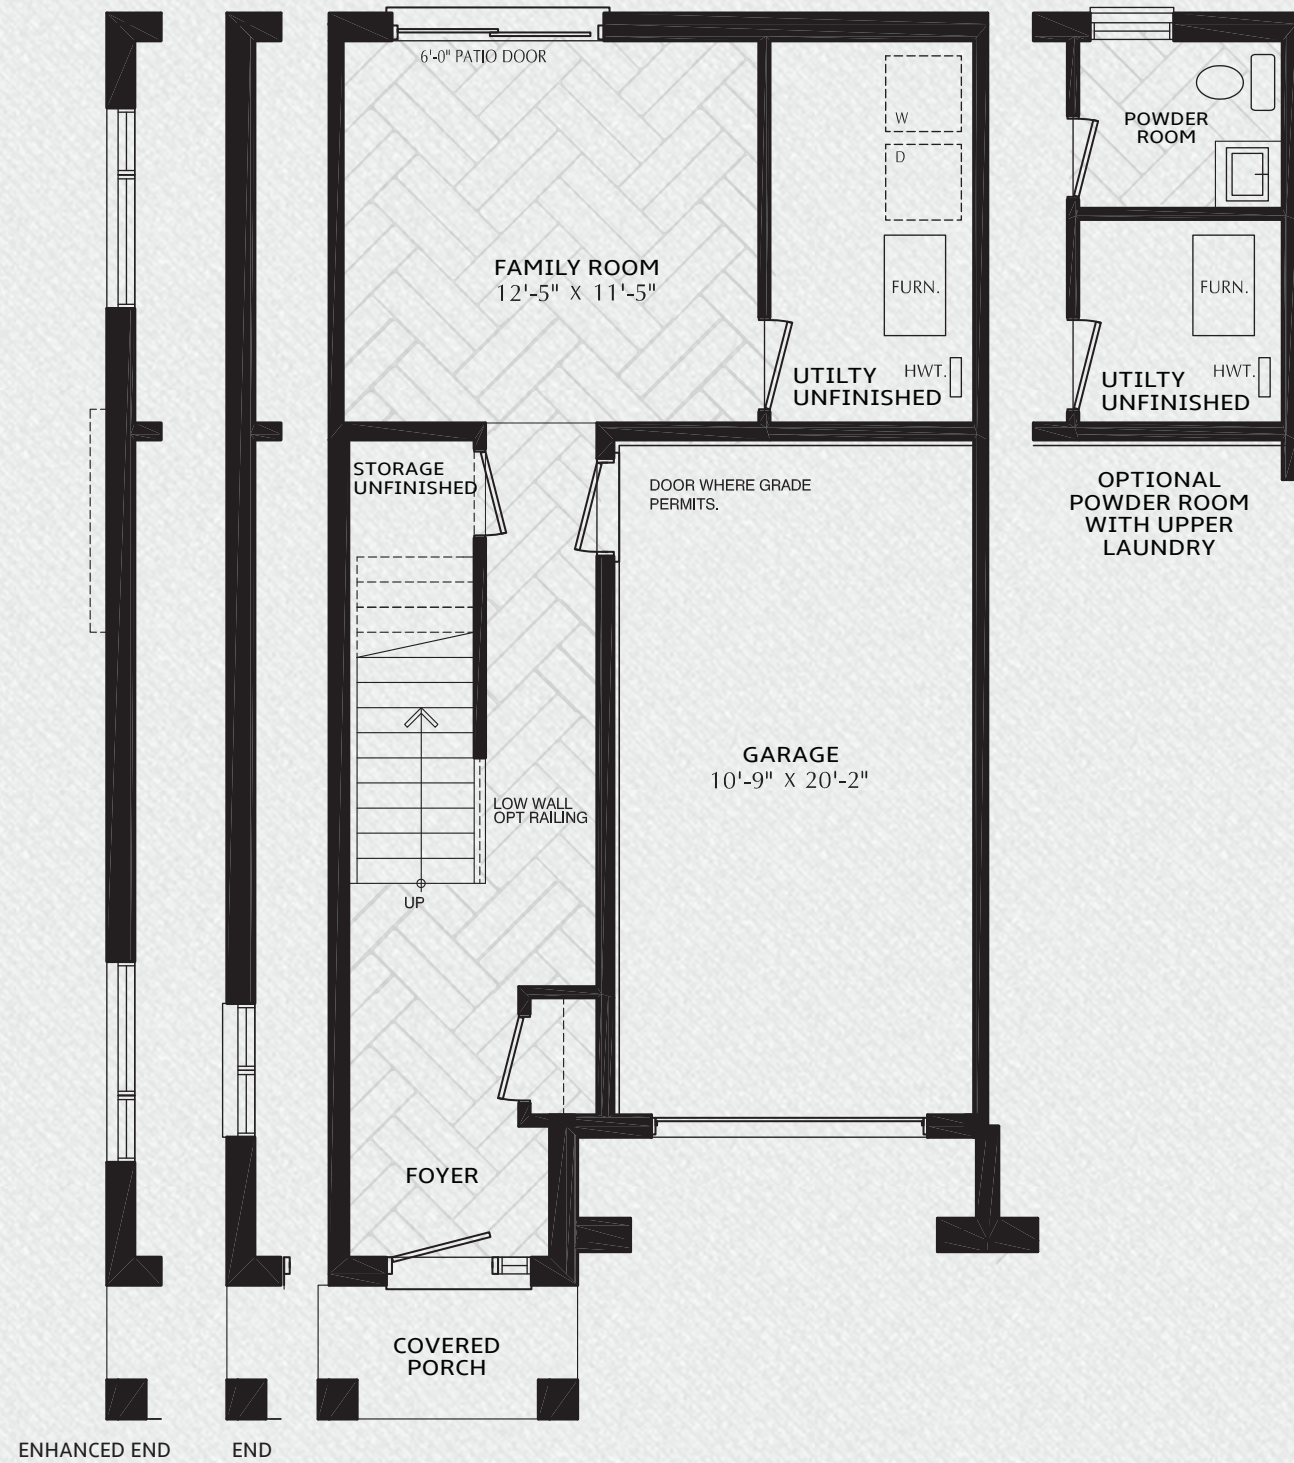 6'-0" PATIO DOOR
W
D
FURN.
HWT.
FAMILY ROOM
12'-5" X 11'-5"
UTILTY
UNFINISHED
POWDER
ROOM
FURN.
HWT.
UTILTY
UNFINISHED
OPTIONAL
POWDER ROOM
WITH UPPER
LAUNDRY
STORAGE
UNFINISHED
DOOR WHERE GRADE
PERMITS.
GARAGE
10'-9" X 20'-2"
LOW WALL
OPT RAILING
UP
FOYER
COVERED
PORCH
ENHANCED END
END